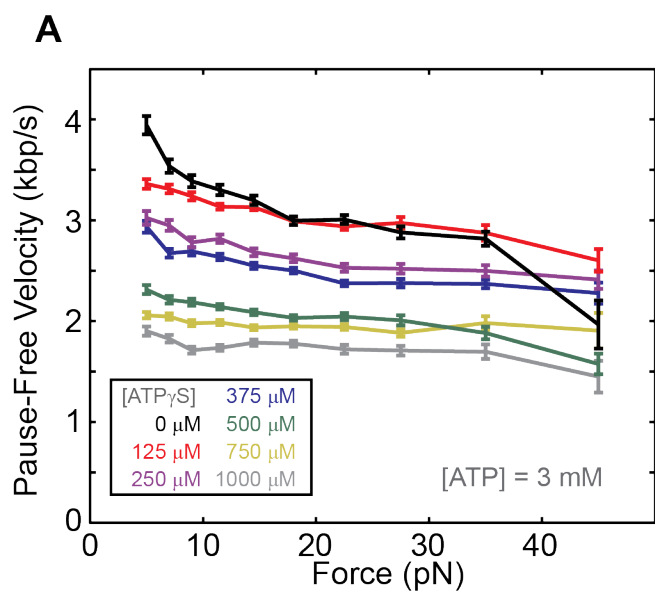 A
Pause-Free Velocity (kbp/s)
4
3
2
1
0
[ATPγS]
0 μM
125 μM
250 μM
375 μM
500 μM
750 μM
1000 μM
[ATP] = 3 mM
0 10 20 30 40
Force (pN)